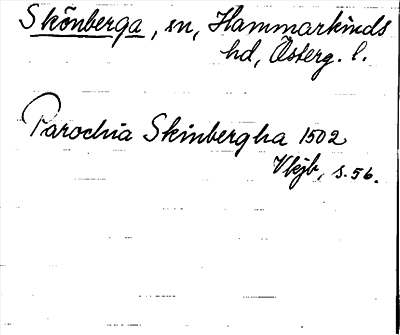 Skönberga, sn, Hammarkinds
hd, Österg. l.
Parochia Skinbergha 1502
Vkjb, s. 56.